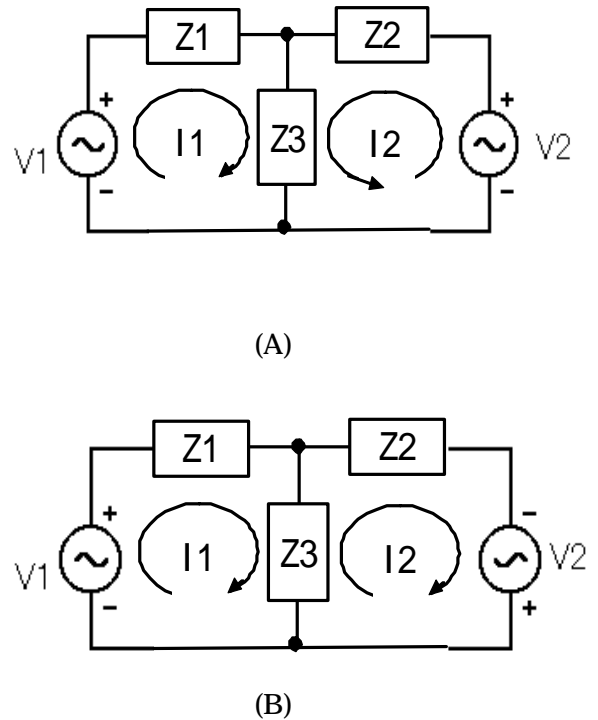 Z1 Z2
+ +
V1 I1 Z3 I2 V2
- -
(A)
Z1 Z2
+ -
V1 I1 Z3 I2 V2
- +
(B)